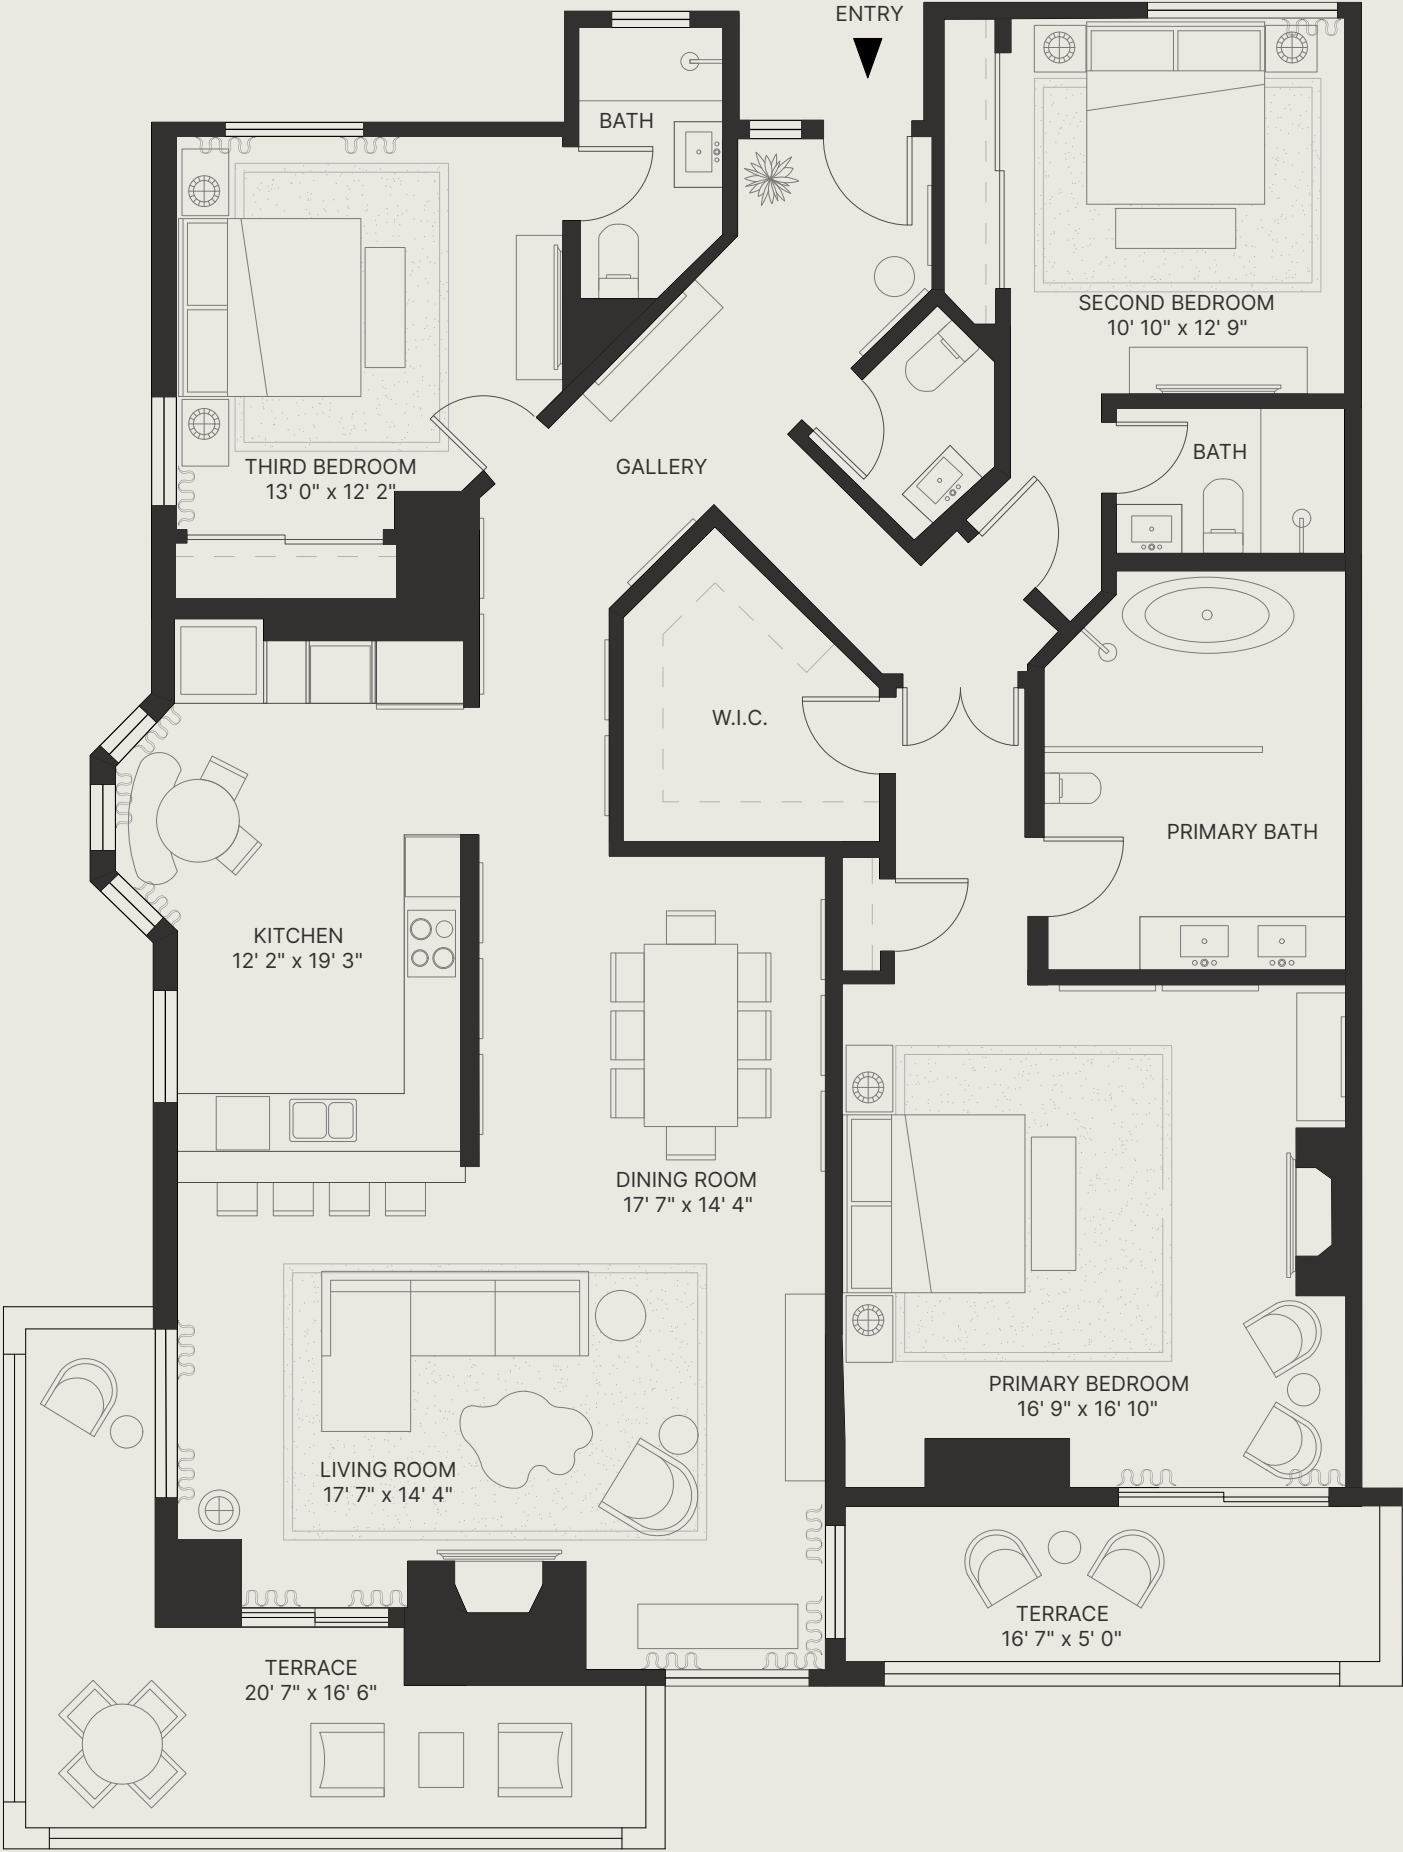 ENTRY
BATH
SECOND BEDROOM
10' 10" x 12' 9"
THIRD BEDROOM
13' 0" x 12' 2"
GALLERY
BATH
W.I.C.
PRIMARY BATH
KITCHEN
12' 2" x 19' 3"
DINING ROOM
17' 7" x 14' 4"
PRIMARY BEDROOM
16' 9" x 16' 10"
LIVING ROOM
17' 7" x 14' 4"
TERRACE
16' 7" x 5' 0"
TERRACE
20' 7" x 16' 6"